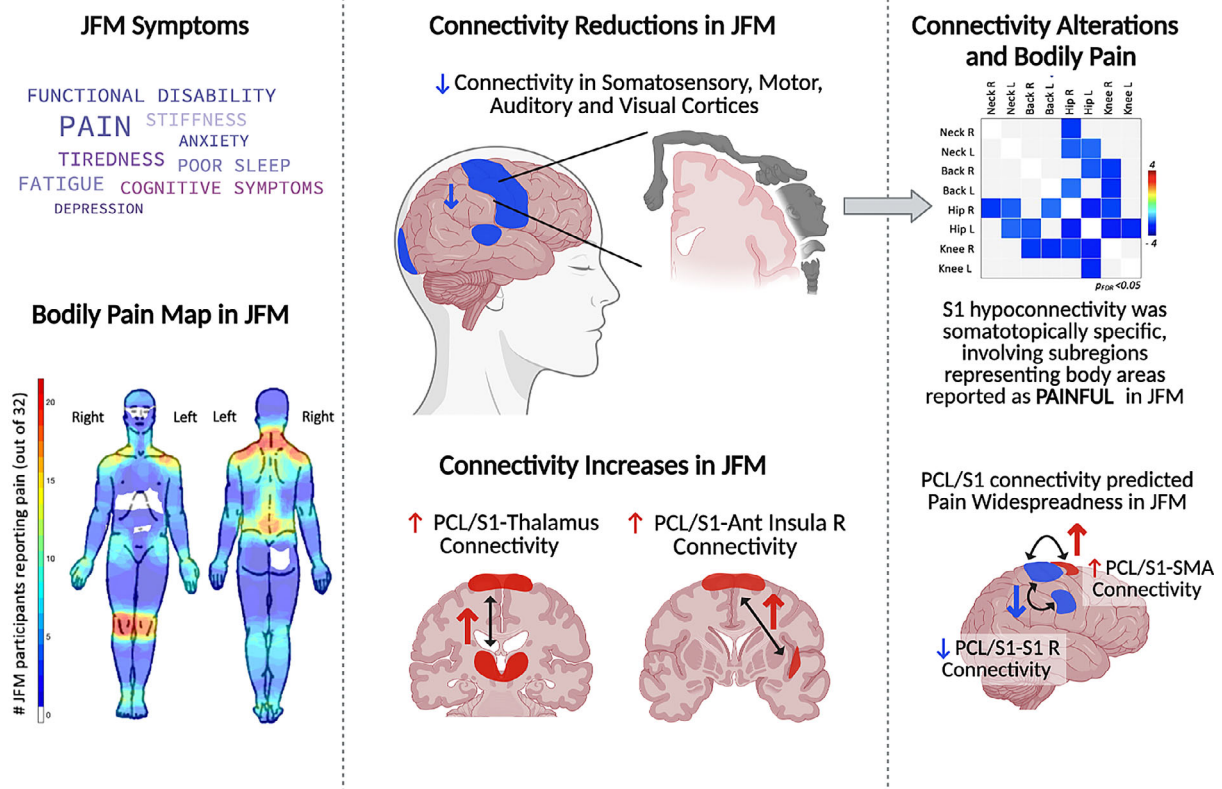 JFM Symptoms
FUNCTIONAL DISABILITY
PAIN STIFFNESS
ANXIETY
TIREDNESS POOR SLEEP
FATIGUE COGNITIVE SYMPTOMS
DEPRESSION
Bodily Pain Map in JFM
# JFM participants reporting pain (out of 32)
20
15
10
5
0
Right Left Left Right
Connectivity Reductions in JFM
↓ Connectivity in Somatosensory, Motor,
Auditory and Visual Cortices
Connectivity Increases in JFM
↑ PCL/S1-Thalamus
Connectivity
↑ PCL/S1-Ant Insula R
Connectivity
Connectivity Alterations
and Bodily Pain
Neck R Neck L Back R Back L Hip R Hip L Knee R Knee L
Neck R
Neck L
Back R
Back L
Hip R
Hip L
Knee R
Knee L
4
- 4
pFDR <0.05
S1 hypoconnectivity was
somatotopically specific,
involving subregions
representing body areas
reported as PAINFUL in JFM
PCL/S1 connectivity predicted
Pain Widespreadness in JFM
↑ PCL/S1-SMA
Connectivity
↓ PCL/S1-S1 R
Connectivity